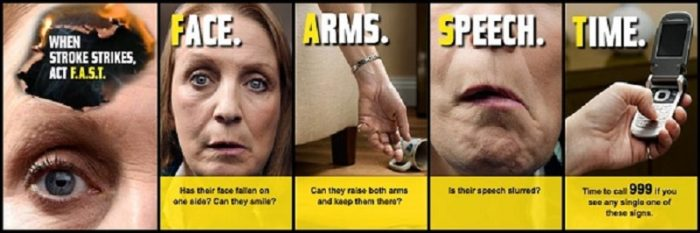 WHEN
STROKE STRIKES,
ACT F.A.S.T.
FACE.
Has their face fallen on
one side? Can they smile?
ARMS.
Can they raise both arms
and keep them there?
SPEECH.
Is their speech slurred?
TIME.
Time to call 999 if you
see any single one of
these signs.